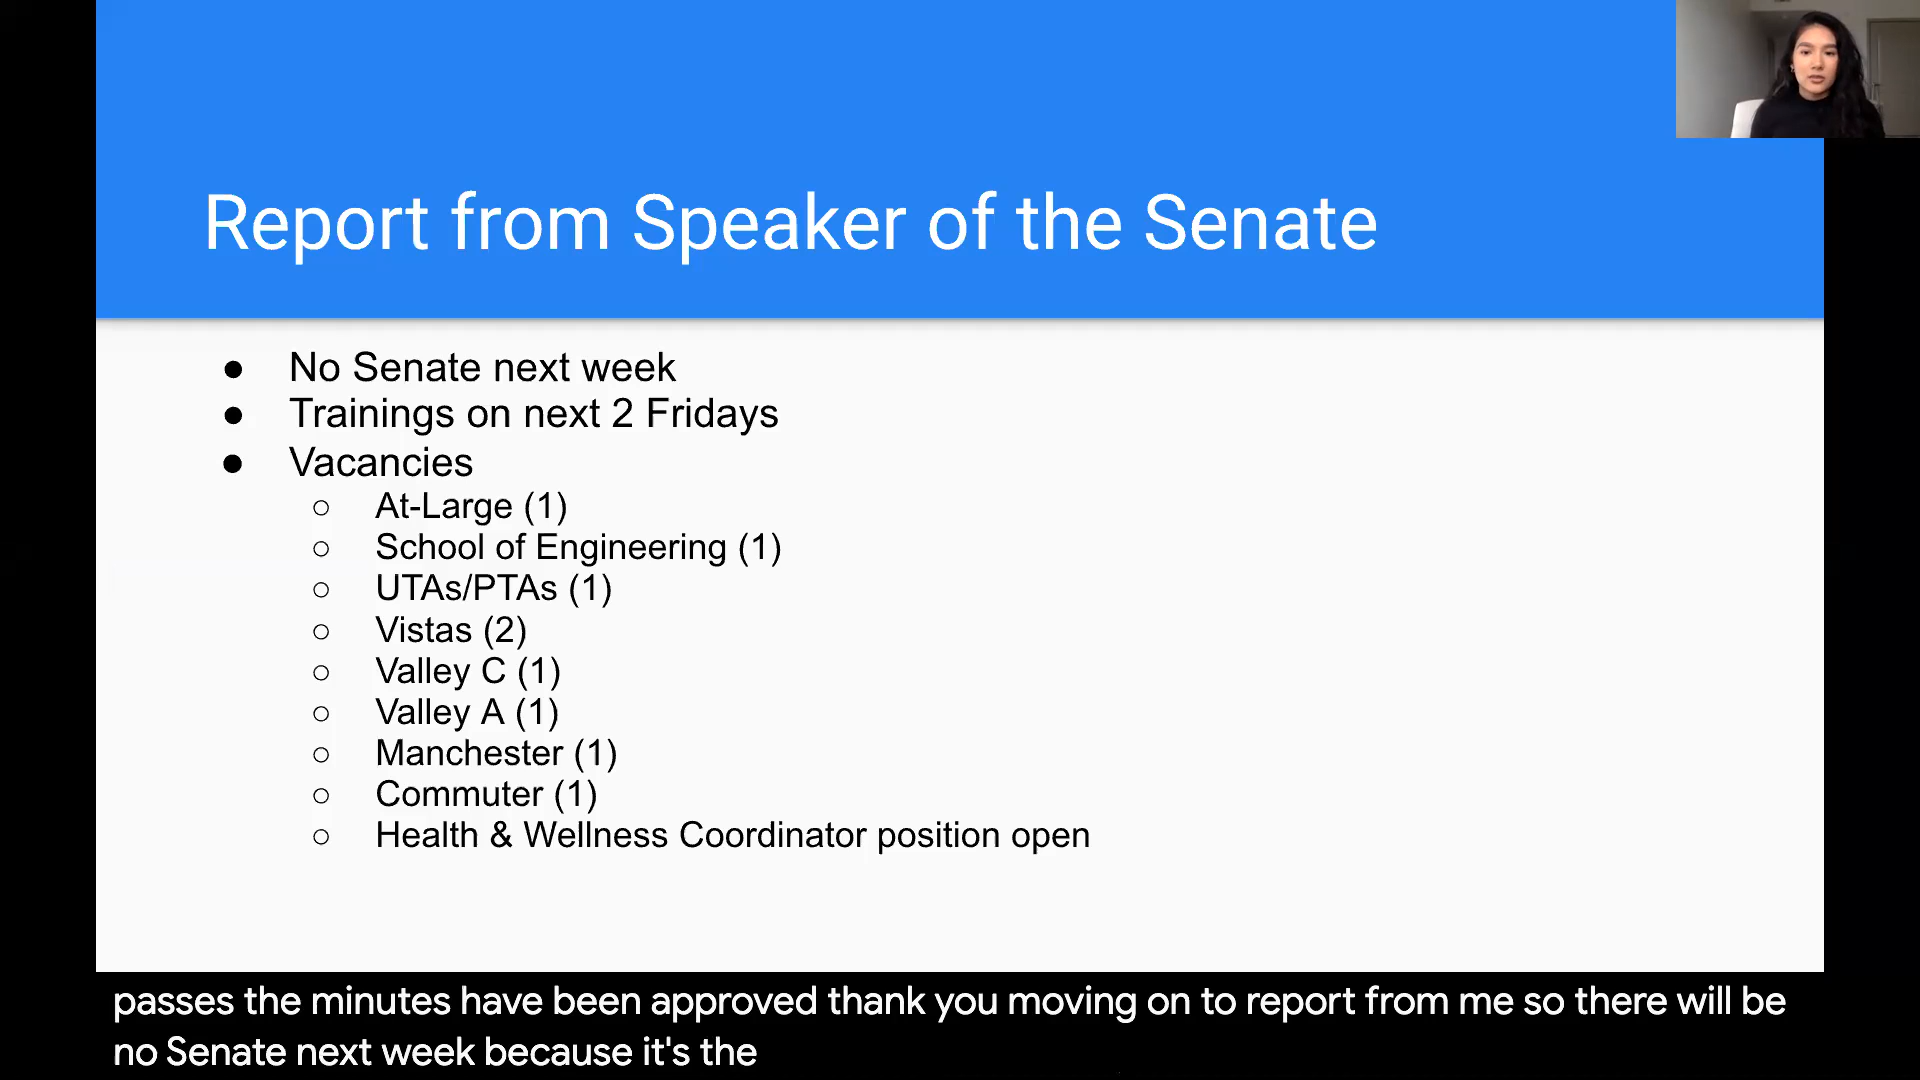 Report from Speaker of the Senate
● No Senate next week
● Trainings on next 2 Fridays
● Vacancies
○ At-Large (1)
○ School of Engineering (1)
○ UTAs/PTAs (1)
○ Vistas (2)
○ Valley C (1)
○ Valley A (1)
○ Manchester (1)
○ Commuter (1)
○ Health & Wellness Coordinator position open
passes the minutes have been approved thank you moving on to report from me so there will be
no Senate next week because it's the